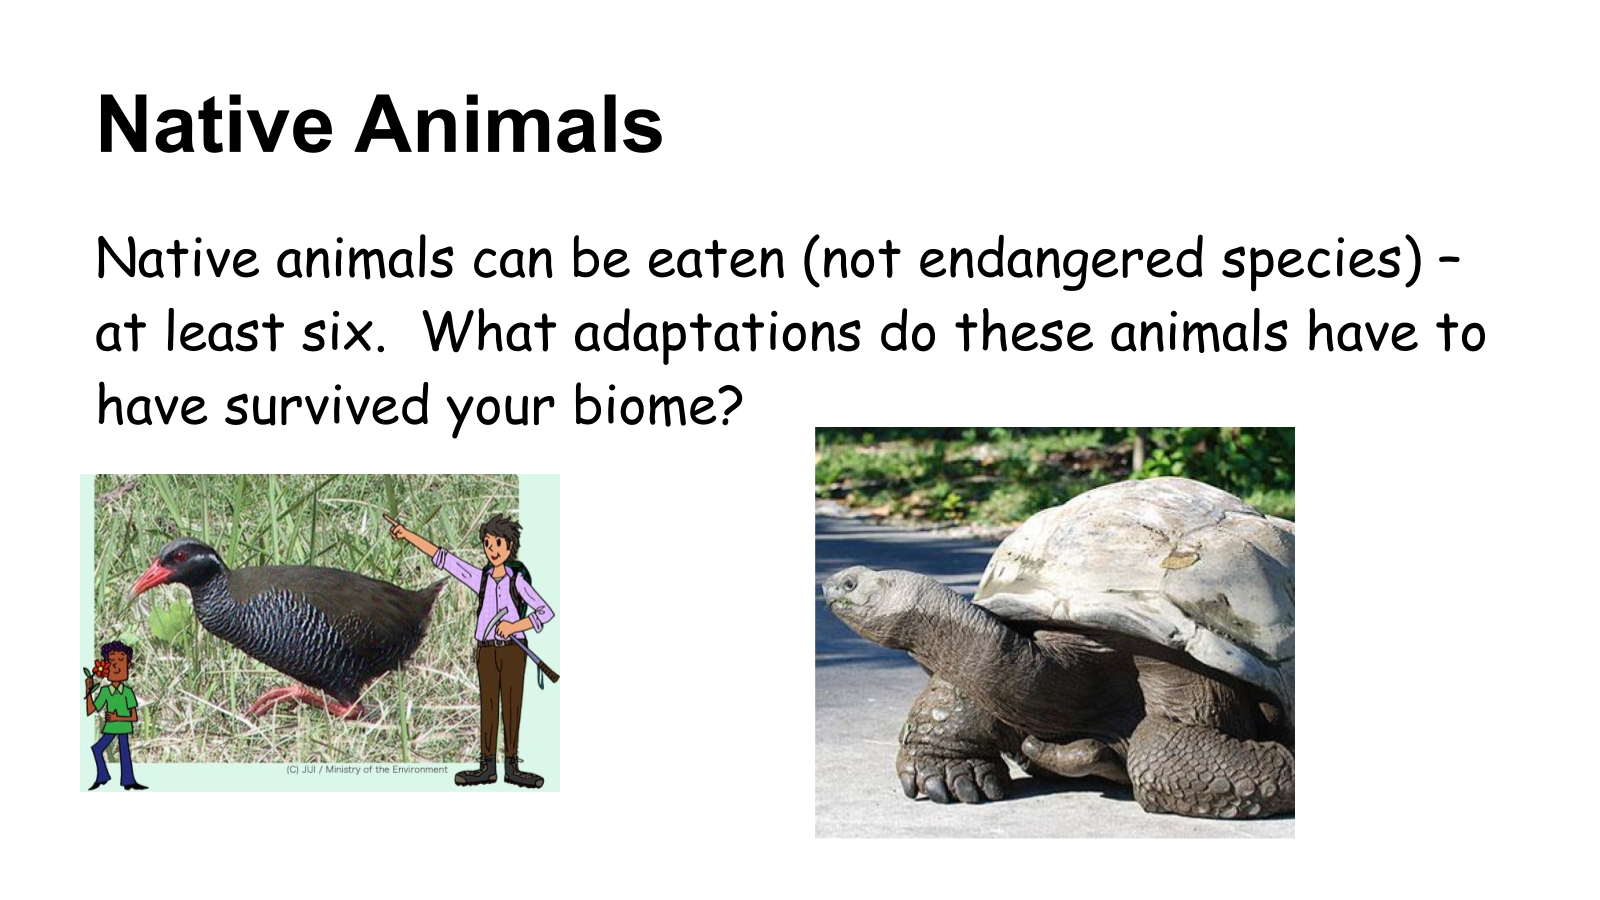 Native Animals
Native animals can be eaten (not endangered species) –
at least six.  What adaptations do these animals have to
have survived your biome?
(C) JIJI / Ministry of the Environment